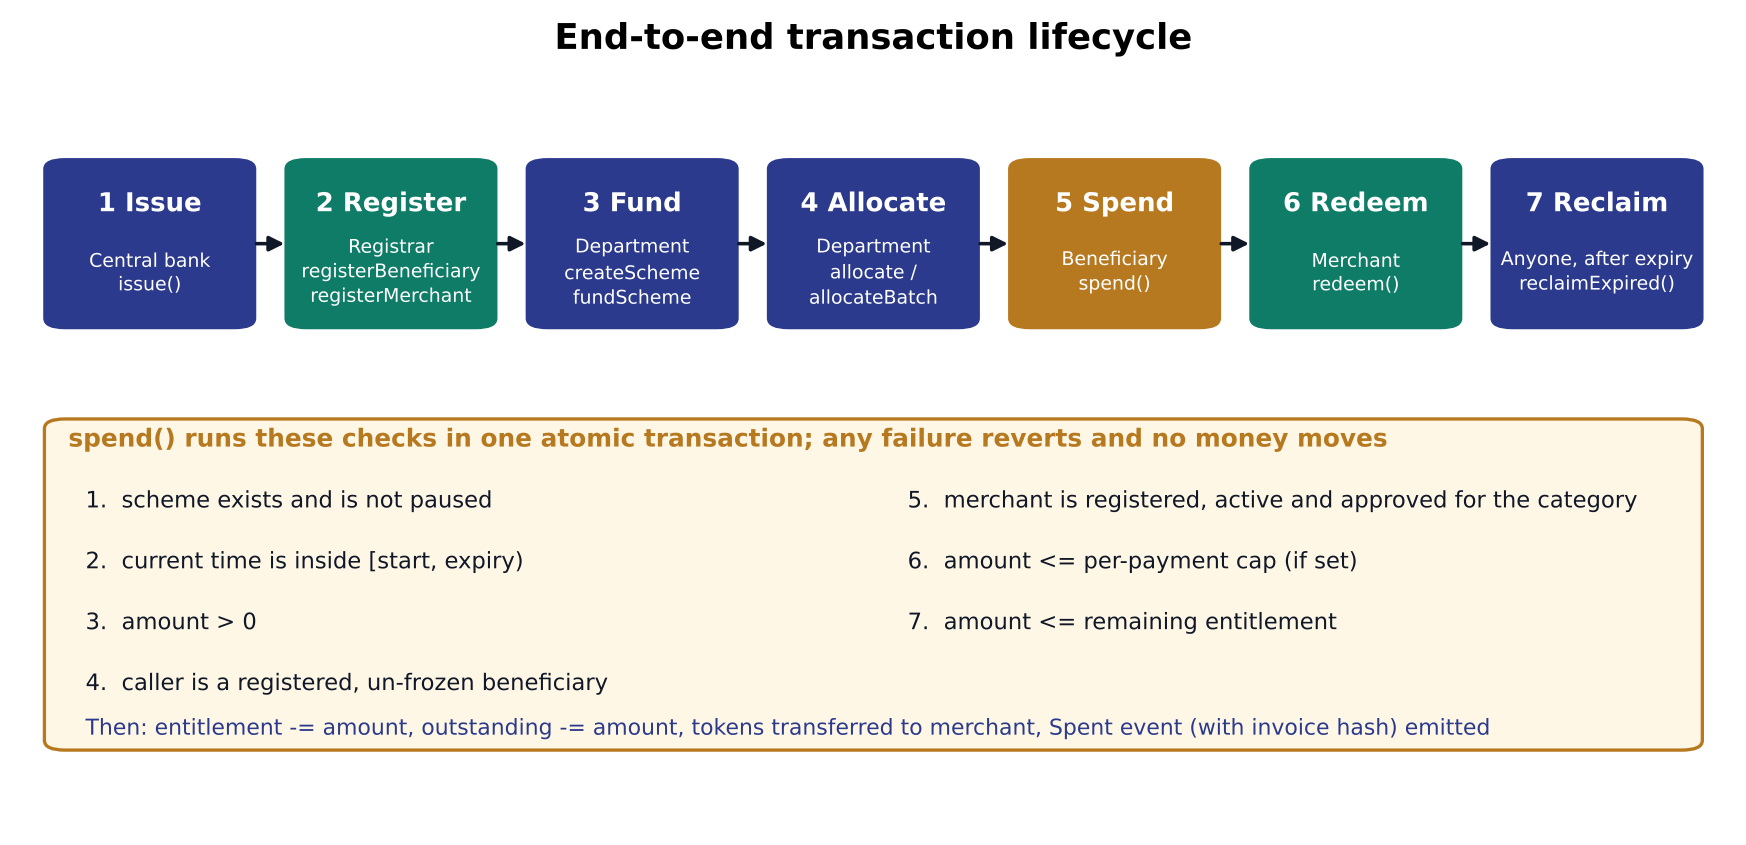 End-to-end transaction lifecycle
1 Issue
Central bank
issue()
2 Register
Registrar
registerBeneficiary
registerMerchant
3 Fund
Department
createScheme
fundScheme
4 Allocate
Department
allocate /
allocateBatch
5 Spend
Beneficiary
spend()
6 Redeem
Merchant
redeem()
7 Reclaim
Anyone, after expiry
reclaimExpired()
spend() runs these checks in one atomic transaction; any failure reverts and no money moves
1. scheme exists and is not paused
2. current time is inside [start, expiry)
3. amount > 0
4. caller is a registered, un-frozen beneficiary
5. merchant is registered, active and approved for the category
6. amount <= per-payment cap (if set)
7. amount <= remaining entitlement
Then: entitlement -= amount, outstanding -= amount, tokens transferred to merchant, Spent event (with invoice hash) emitted